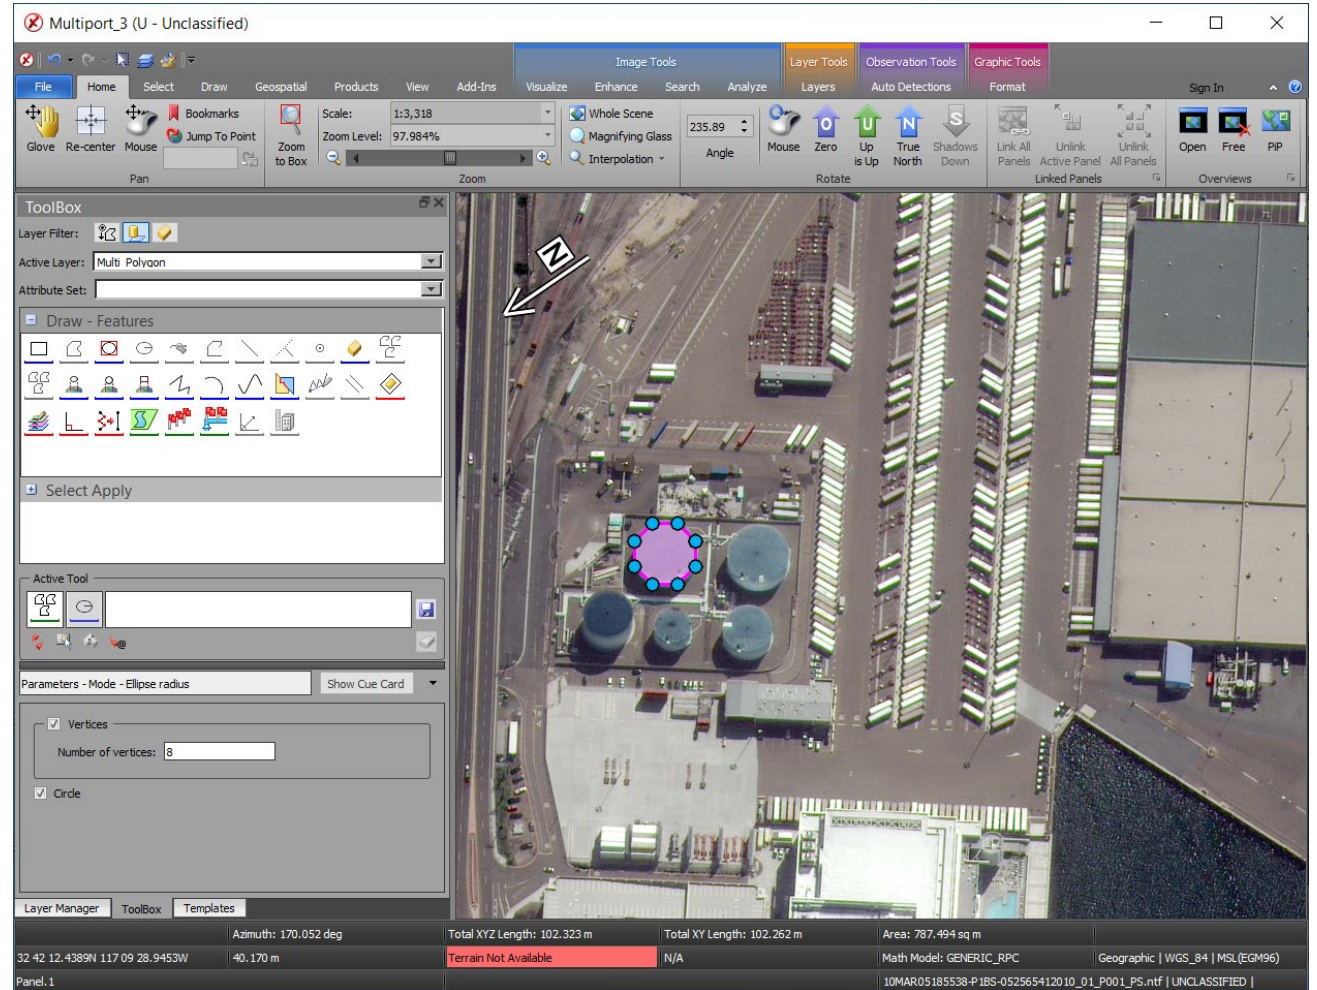 Multiport_3 (U - Unclassified)
Image Tools
Layer Tools
Observation Tools
Graphic Tools
File
Home
Select
Draw
Geospatial
Products
View
Add-Ins
Visualize
Enhance
Search
Analyze
Layers
Auto Detections
Format
Sign In
Glove
Re-center
Mouse
Bookmarks
Jump To Point
Pan
Zoom to Box
Scale: 1:3,318
Zoom Level: 97.984%
Zoom
Whole Scene
Magnifying Glass
Interpolation
235.89
Angle
Mouse
Zero
Up is Up
True North
Shadows Down
Rotate
Link All Panels
Unlink Active Panel
Unlink All Panels
Linked Panels
Open
Free
PiP
Overviews
ToolBox
Layer Filter:
Active Layer: Multi Polygon
Attribute Set:
Draw - Features
Select Apply
Active Tool
Parameters - Mode - Ellipse radius
Show Cue Card
Vertices
Number of vertices: 8
Circle
Layer Manager
ToolBox
Templates
N
Azimuth: 170.052 deg
Total XYZ Length: 102.323 m
Total XY Length: 102.262 m
Area: 787.494 sq m
32 42 12.4389N 117 09 28.9453W
40.170 m
Terrain Not Available
N/A
Math Model: GENERIC_RPC
Geographic | WGS_84 | MSL(EGM96)
Panel.1
10MAR05185538-P1BS-052565412010_01_P001_PS.ntf | UNCLASSIFIED |